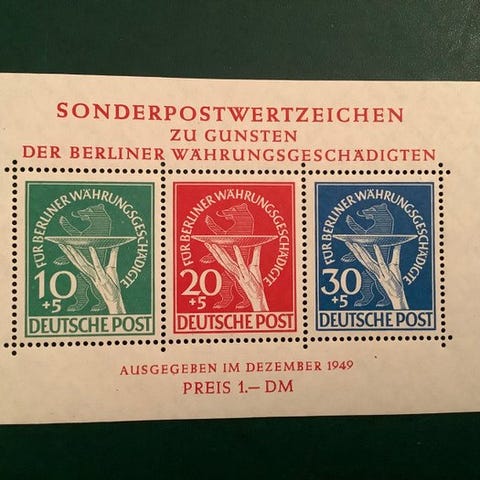 SONDERPOSTWERTZEICHEN
ZU GUNSTEN
DER BERLINER WÄHRUNGSGESCHÄDIGTEN
FÜR BERLINER WÄHRUNGSGESCHÄDIGTE
10
+5
DEUTSCHE POST
FÜR BERLINER WÄHRUNGSGESCHÄDIGTE
20
+5
DEUTSCHE POST
FÜR BERLINER WÄHRUNGSGESCHÄDIGTE
30
+5
DEUTSCHE POST
AUSGEGEBEN IM DEZEMBER 1949
PREIS 1.— DM